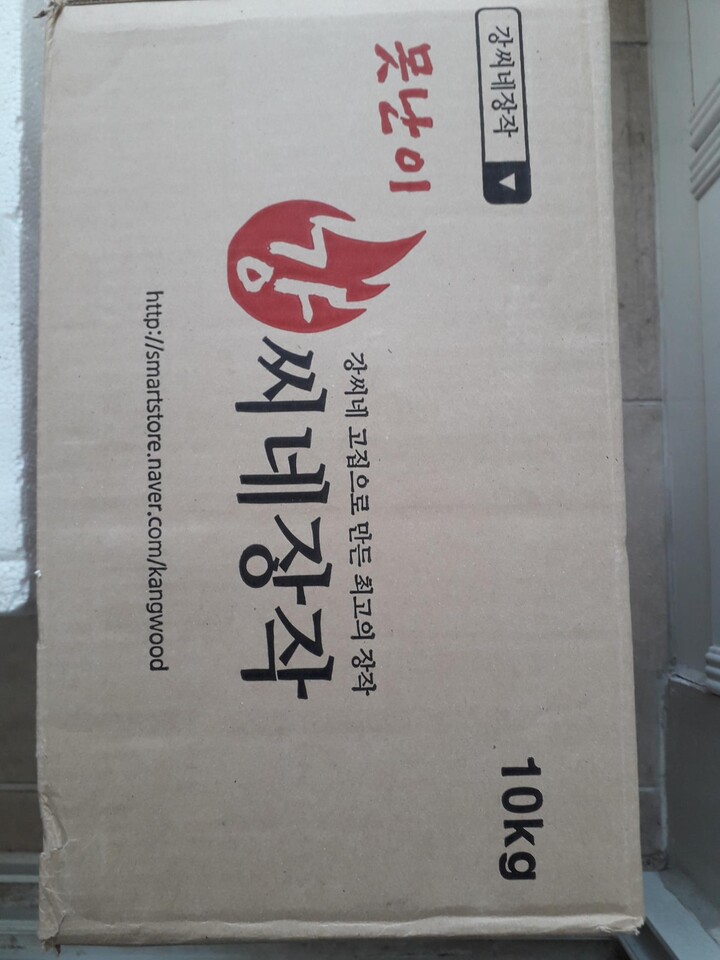 강씨네장작
못난이
10kg
강씨네 고집으로 만든 최고의 장작
강씨네장작
http://smartstore.naver.com/kangwood